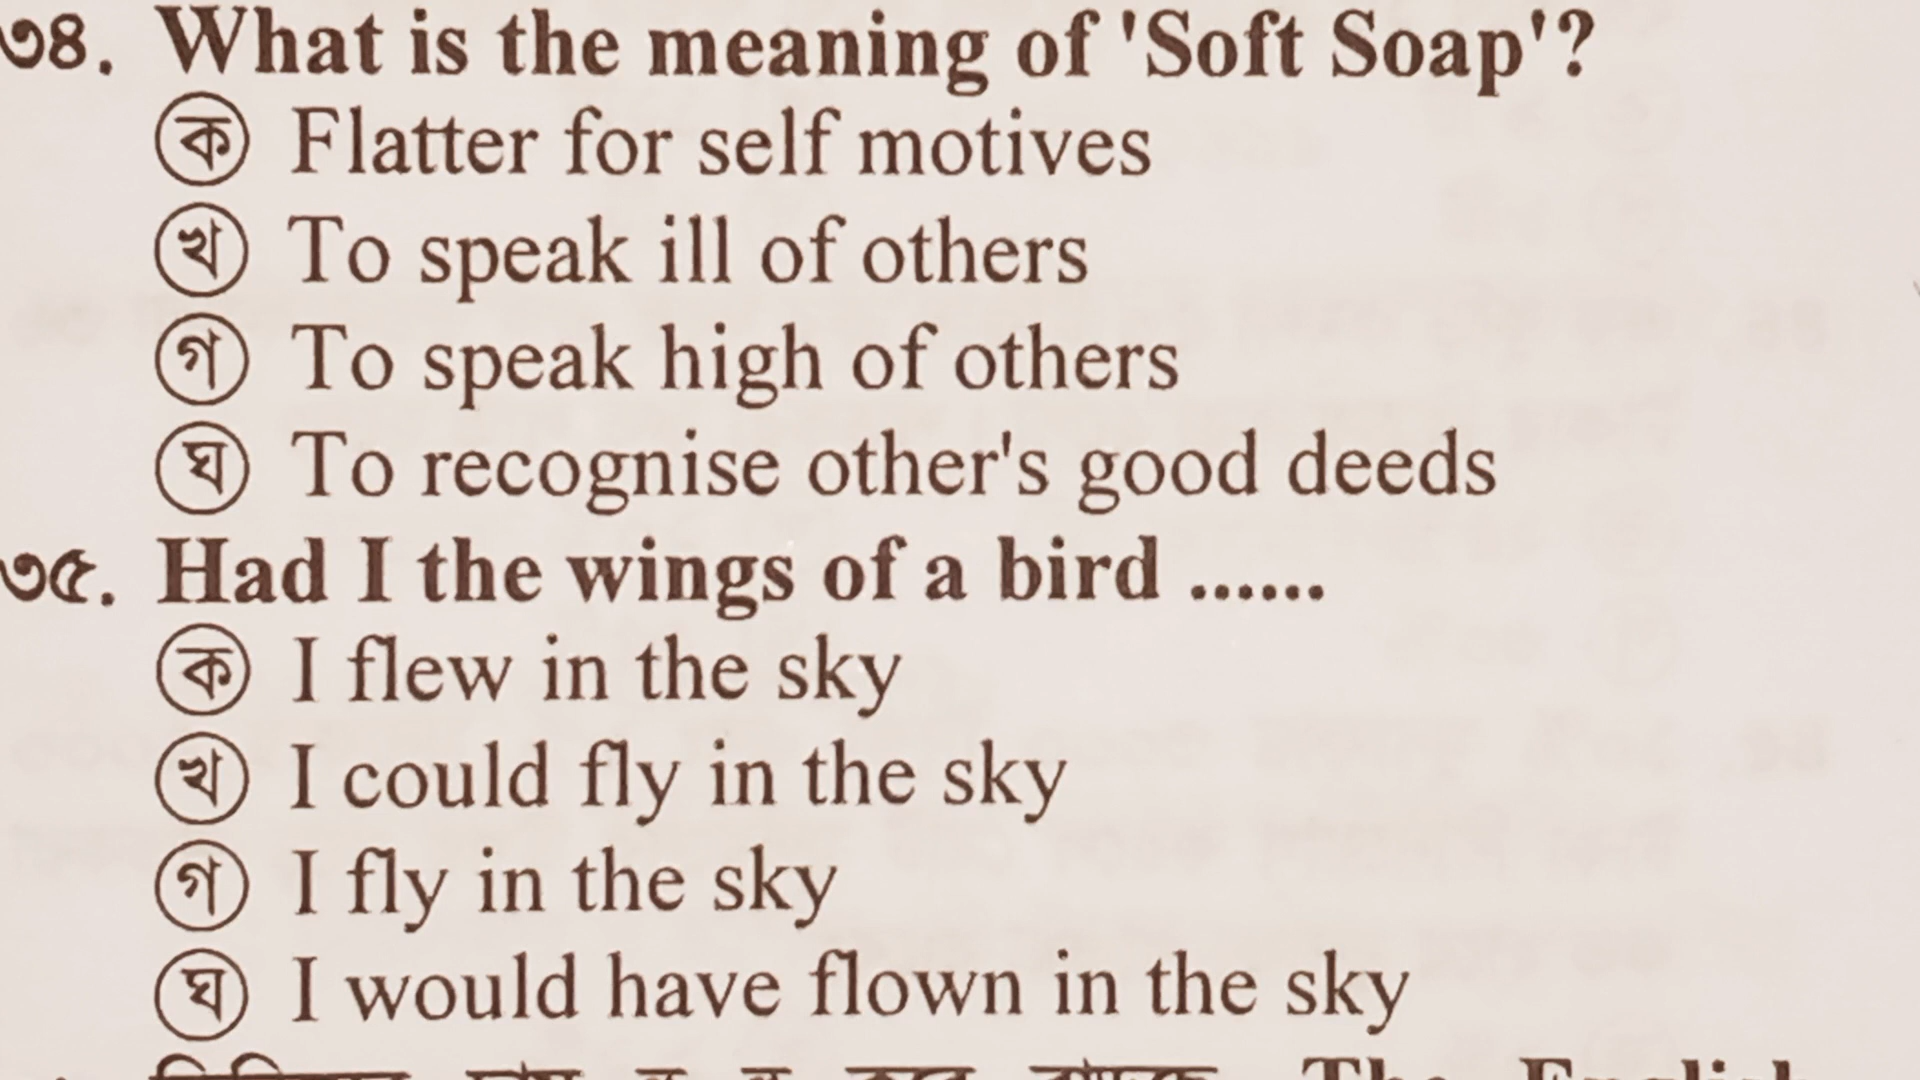 ৩৪. What is the meaning of 'Soft Soap'?
ক Flatter for self motives
খ To speak ill of others
গ To speak high of others
ঘ To recognise other's good deeds
৩৫. Had I the wings of a bird ......
ক I flew in the sky
খ I could fly in the sky
গ I fly in the sky
ঘ I would have flown in the sky
The English